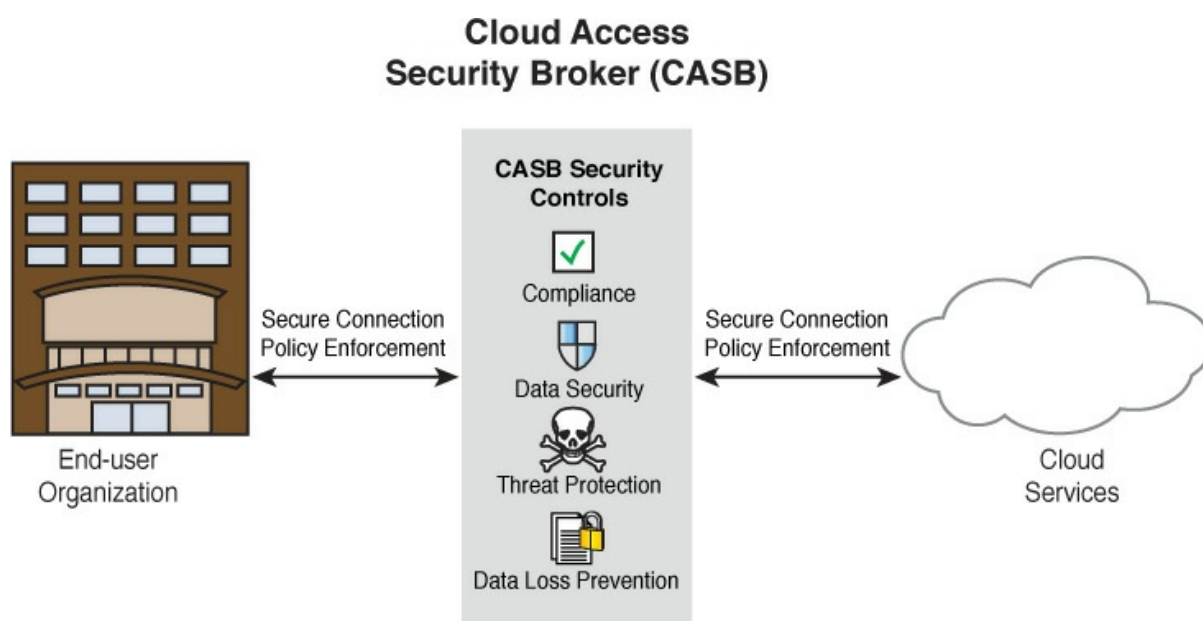 Cloud Access
Security Broker (CASB)
CASB Security
Controls
Compliance
Data Security
Threat Protection
Data Loss Prevention
Secure Connection
Policy Enforcement
Secure Connection
Policy Enforcement
End-user
Organization
Cloud
Services